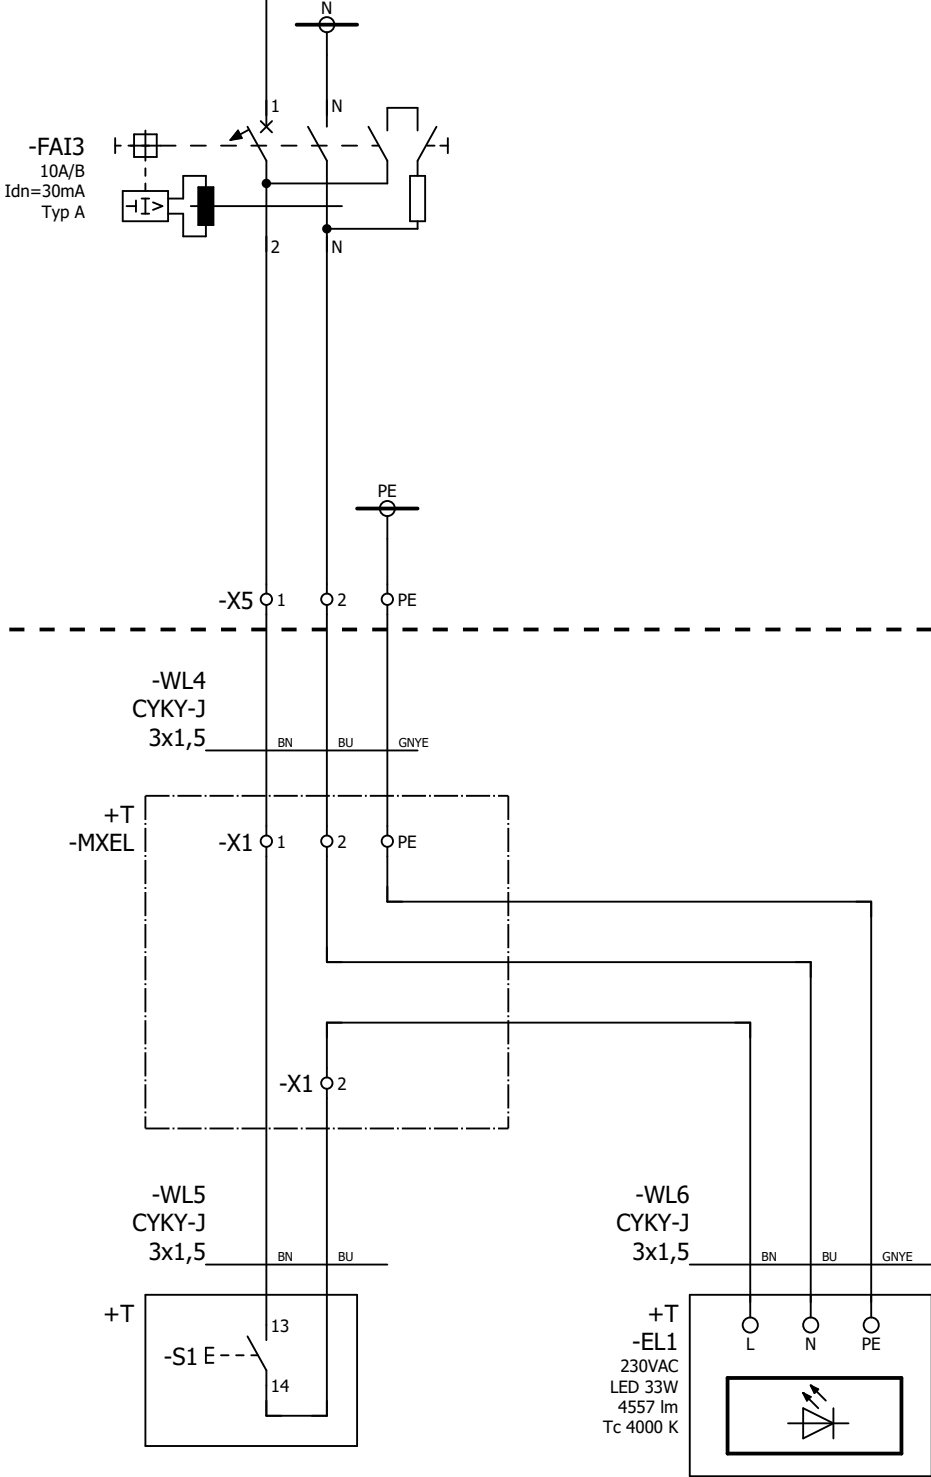 N
1
N
-FAI3
10A/B
Idn=30mA
Typ A
I>
2
N
PE
-X5
1
2
PE
-WL4
CYKY-J
3x1,5
BN
BU
GNYE
+T
-MXEL
-X1
1
2
PE
-X1
2
-WL5
CYKY-J
3x1,5
BN
BU
-WL6
CYKY-J
3x1,5
BN
BU
GNYE
+T
13
-S1
E
14
+T
-EL1
230VAC
LED 33W
4557 lm
Tc 4000 K
L
N
PE